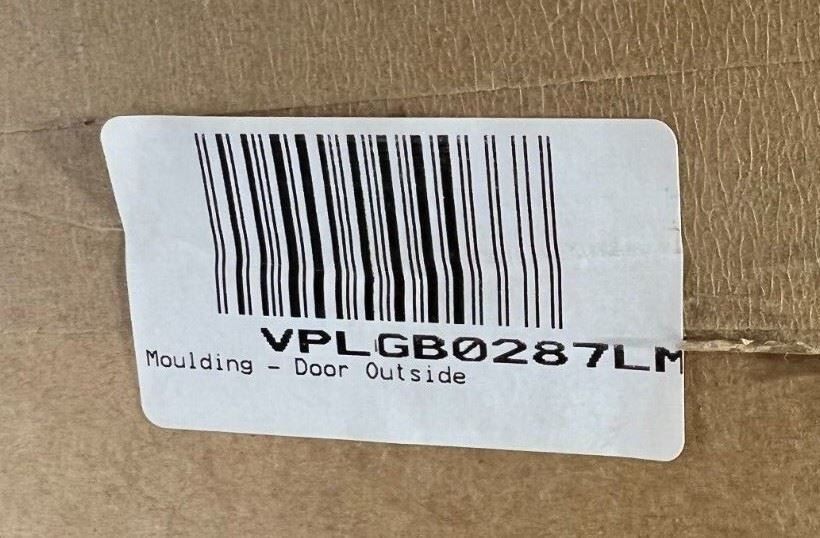 VPLGB0287LM
Moulding - Door Outside